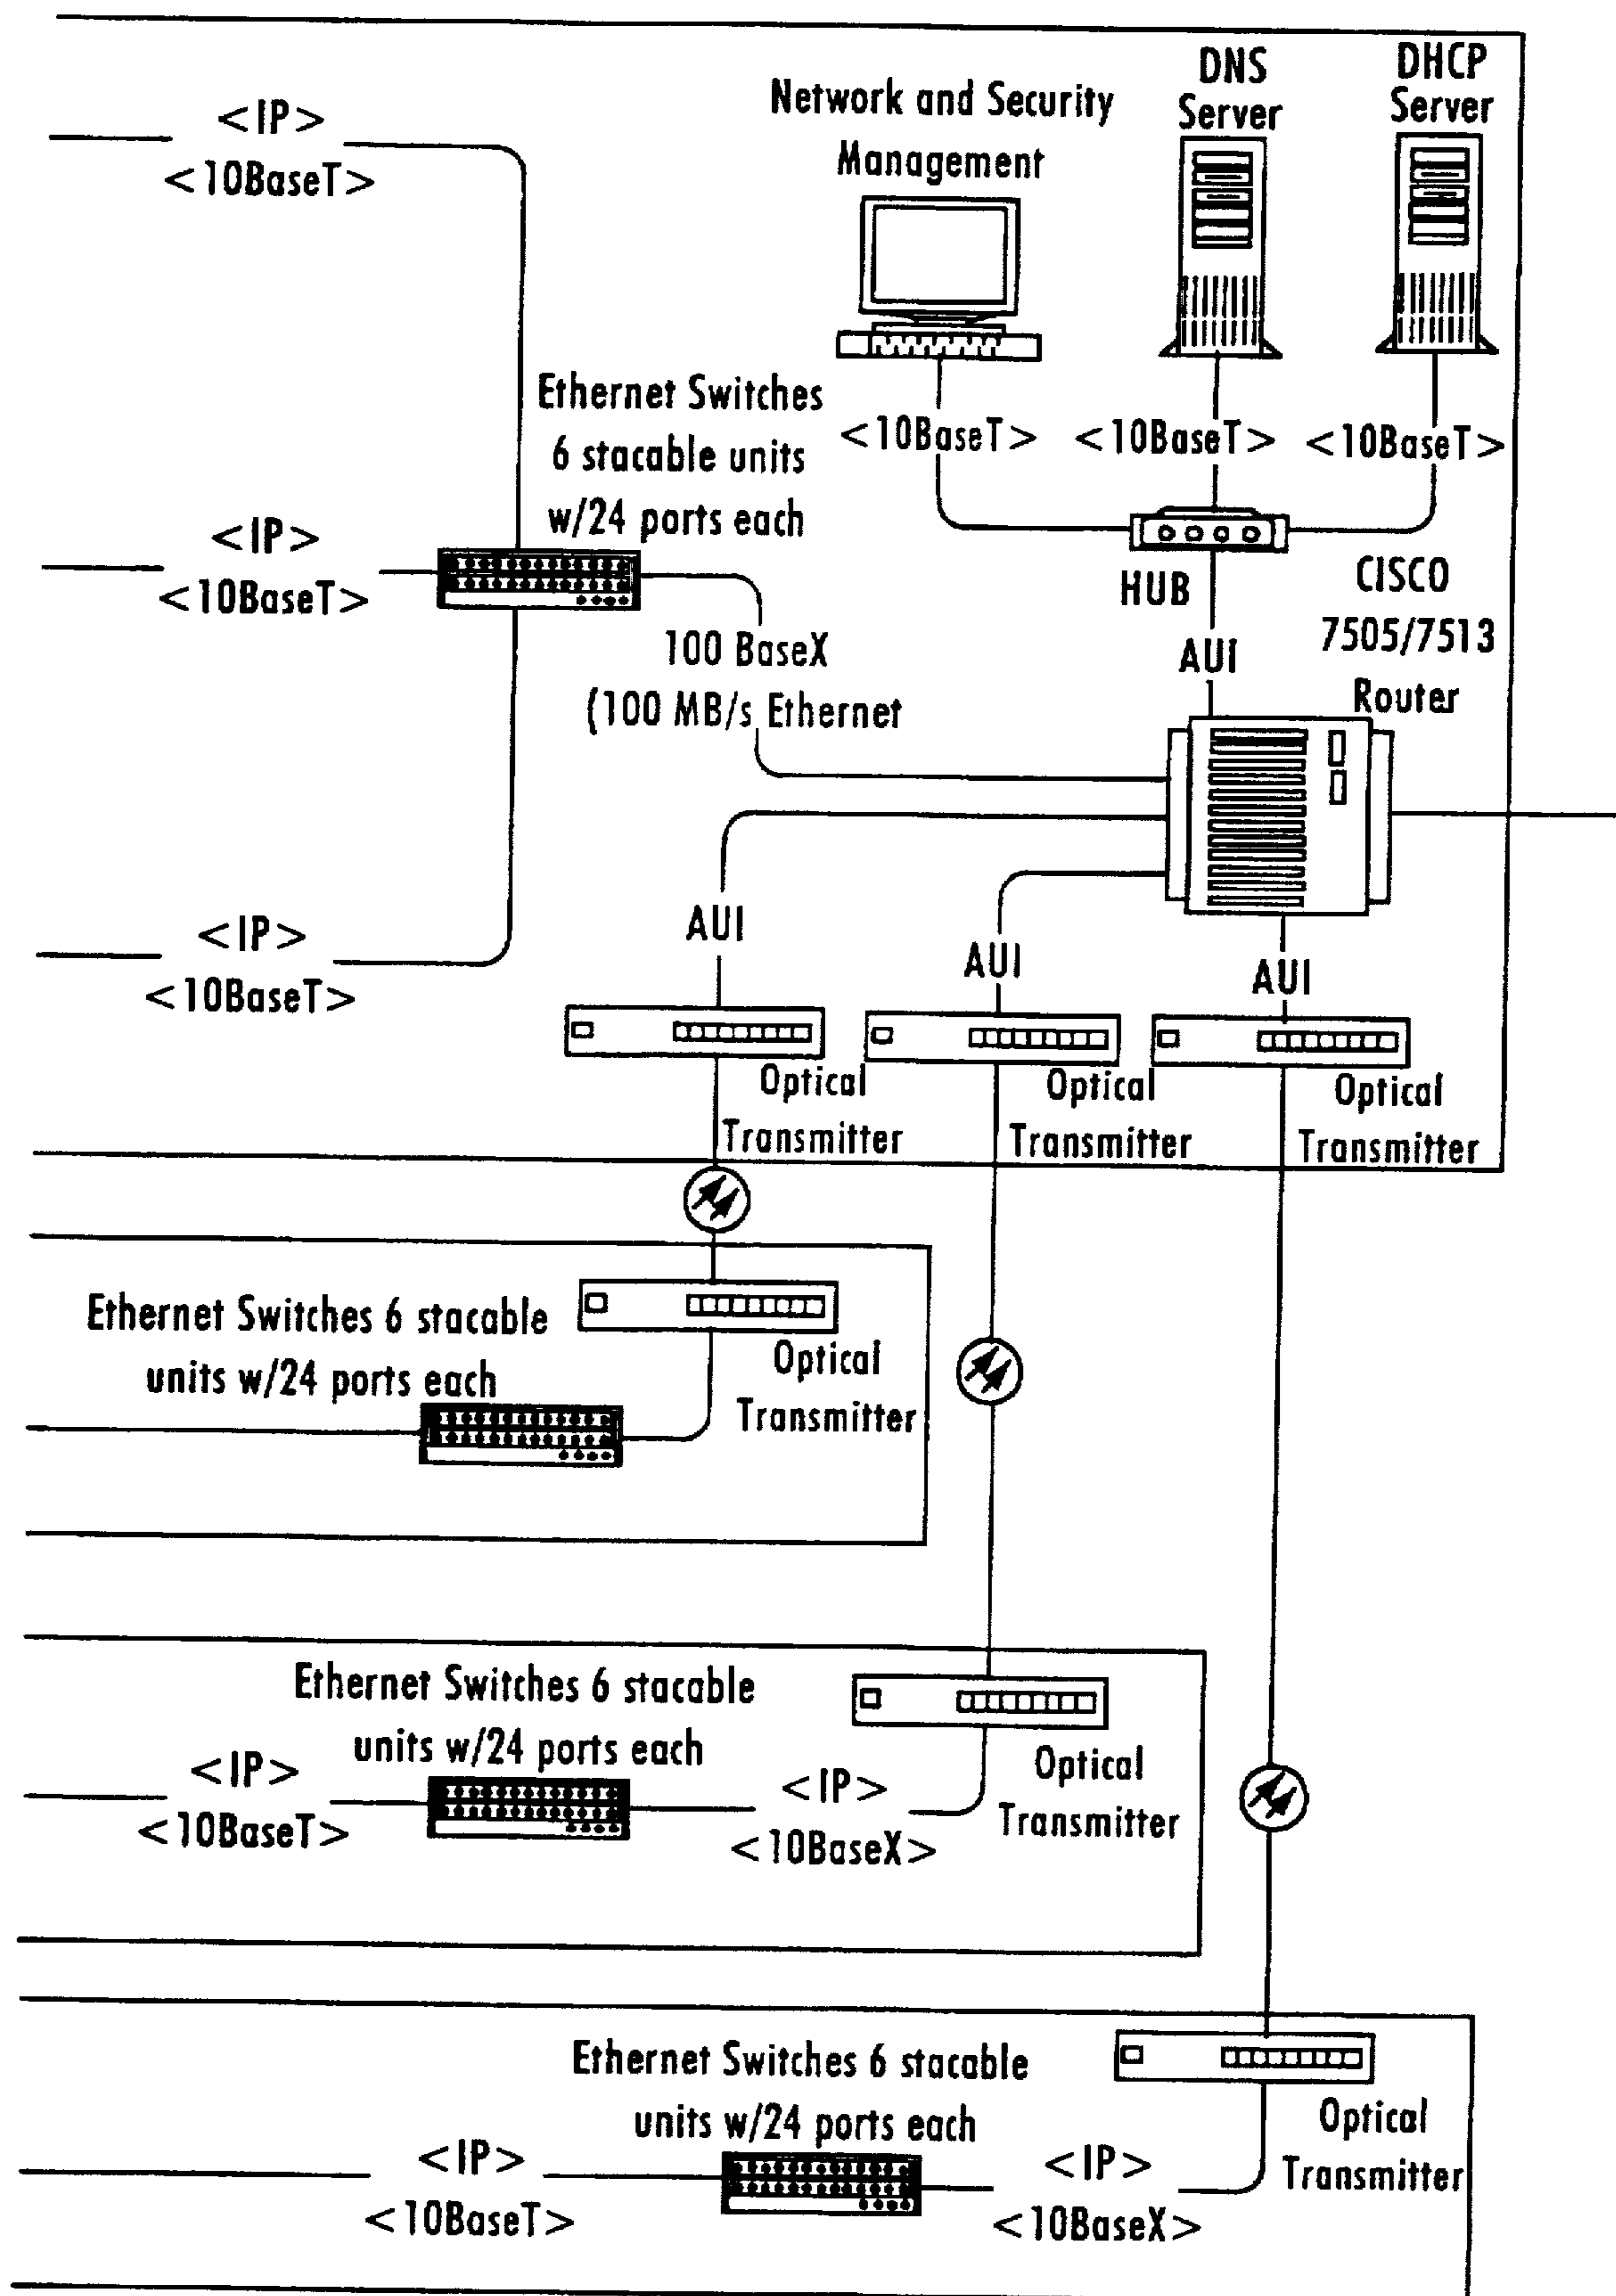 <IP>
<10BaseT>
Network and Security
Management
DNS
Server
DHCP
Server
Ethernet Switches
6 stacable units
w/24 ports each
<10BaseT>
<10BaseT>
<10BaseT>
<IP>
<10BaseT>
HUB
CISCO
7505/7513
Router
AUI
100 BaseX
(100 MB/s Ethernet
<IP>
<10BaseT>
AUI
AUI
AUI
Optical
Transmitter
Optical
Transmitter
Optical
Transmitter
Ethernet Switches 6 stacable
units w/24 ports each
Optical
Transmitter
Ethernet Switches 6 stacable
units w/24 ports each
<IP>
<10BaseT>
<IP>
<10BaseX>
Optical
Transmitter
Ethernet Switches 6 stacable
units w/24 ports each
<IP>
<10BaseT>
<IP>
<10BaseX>
Optical
Transmitter